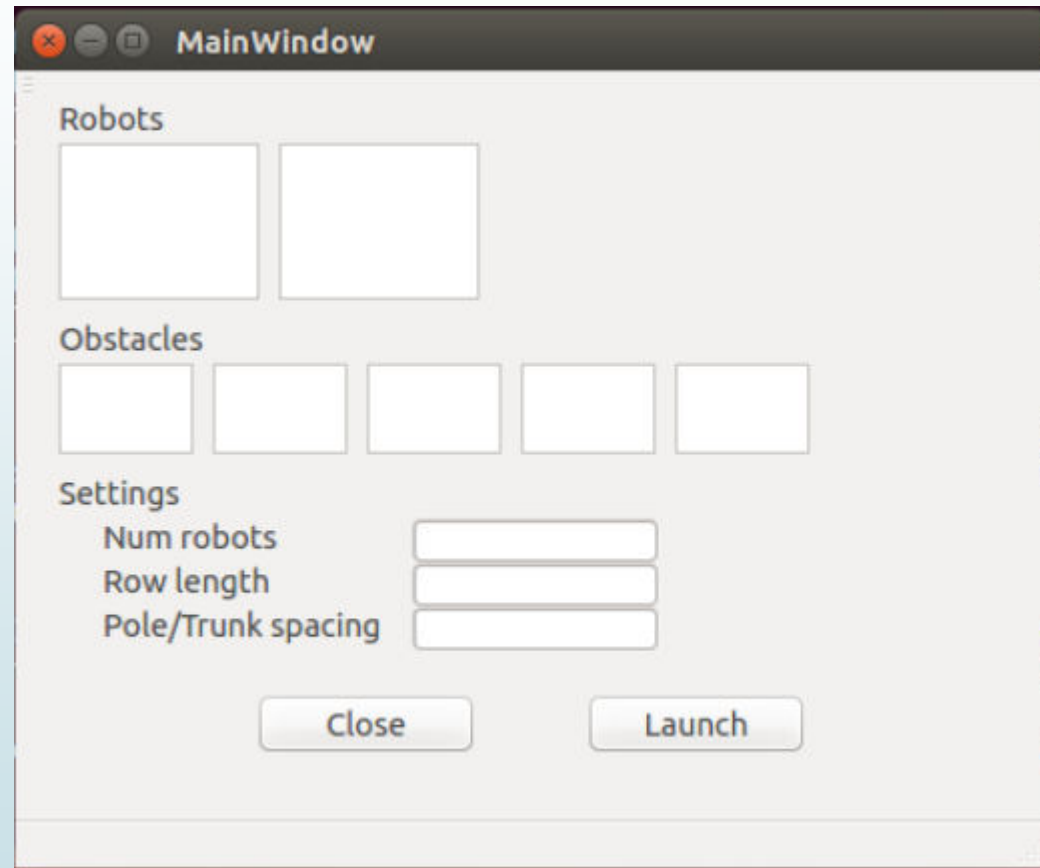 MainWindow
Robots
Obstacles
Settings
Num robots
Row length
Pole/Trunk spacing
Close Launch